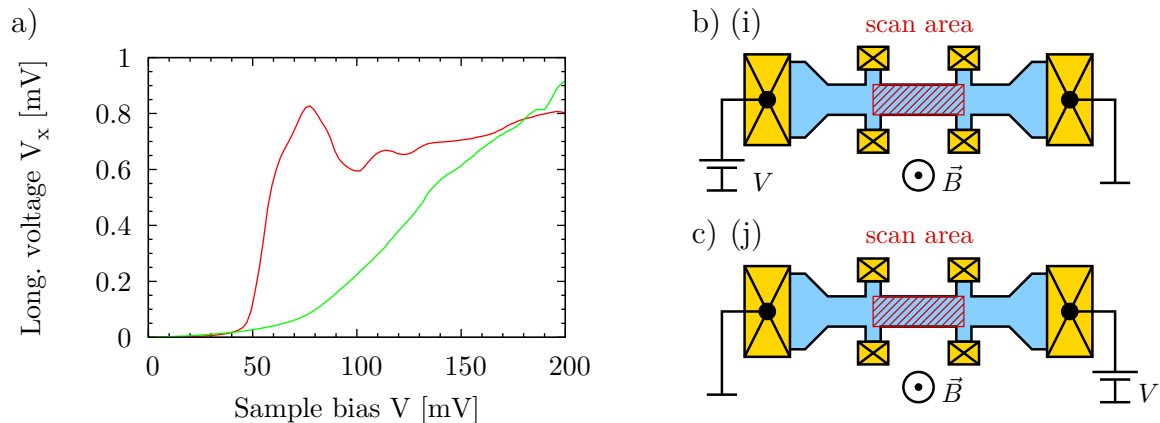 a)
Long. voltage Vₓ [mV]
1
0.8
0.6
0.4
0.2
0
0 50 100 150 200
Sample bias V [mV]
b) (i)
scan area
V
B⃗
c) (j)
scan area
B⃗
V